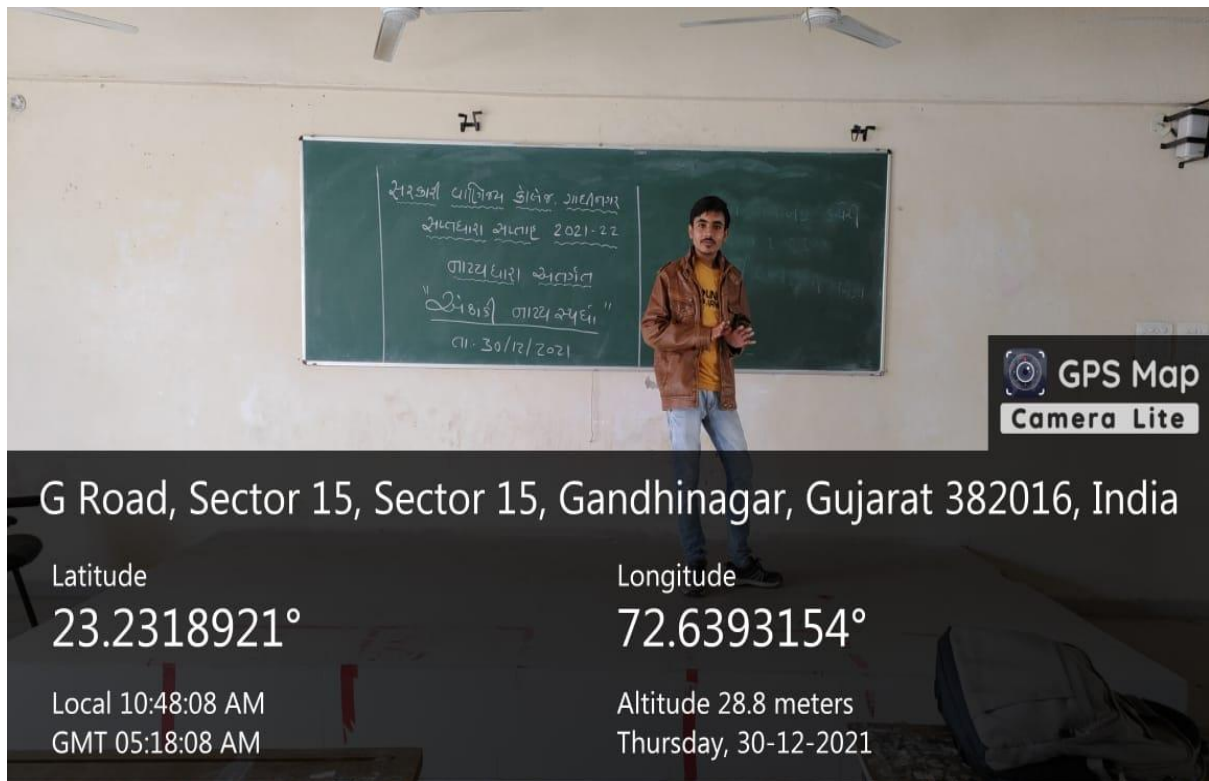 સરકારી વાણિજ્ય કોલેજ, ગાંધીનગર
સપ્તધારા સપ્તાહ 2021-22
નાટ્યધારા અંતર્ગત
"એકાંકી નાટ્ય સ્પર્ધા"
તા. 30/12/2021
GPS Map
Camera Lite
G Road, Sector 15, Sector 15, Gandhinagar, Gujarat 382016, India
Latitude
23.2318921°
Longitude
72.6393154°
Local 10:48:08 AM
GMT 05:18:08 AM
Altitude 28.8 meters
Thursday, 30-12-2021